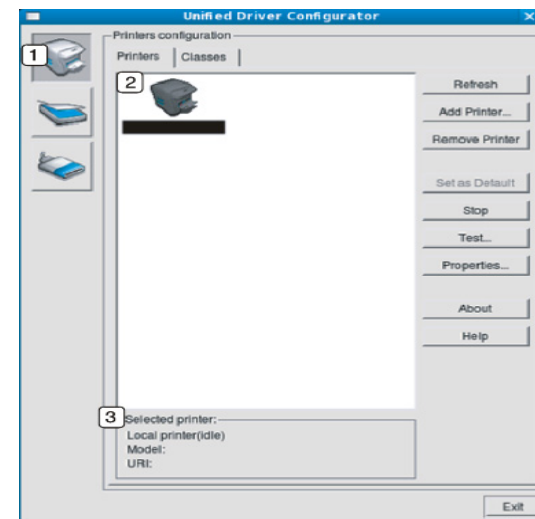 Unified Driver Configurator
1
Printers configuration
Printers Classes
2
Refresh
Add Printer...
Remove Printer
Set as Default
Stop
Test...
Properties...
About
Help
3
Selected printer:
Local printer(idle)
Model:
URI:
Exit